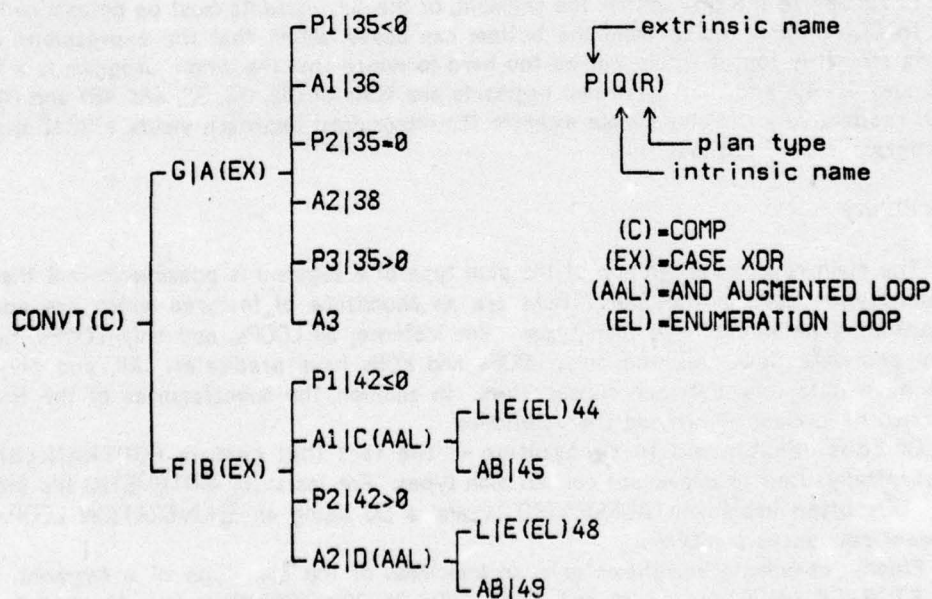 P1|35<0
A1|36
P2|35=0
G|A(EX)
A2|38
P3|35>0
A3
CONVT(C)
P1|42≤0
L|E(EL)44
A1|C(AAL)
AB|45
F|B(EX)
P2|42>0
L|E(EL)48
A2|D(AAL)
AB|49
extrinsic name
P|Q(R)
plan type
intrinsic name
(C)=COMP
(EX)=CASE XOR
(AAL)=AND AUGMENTED LOOP
(EL)=ENUMERATION LOOP